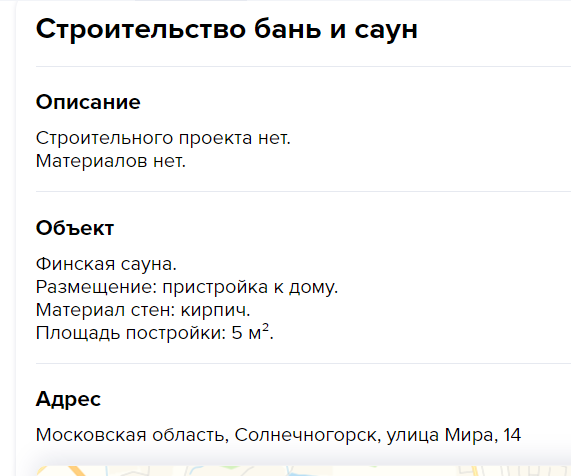 Строительство бань и саун
Описание
Строительного проекта нет.
Материалов нет.
Объект
Финская сауна.
Размещение: пристройка к дому.
Материал стен: кирпич.
Площадь постройки: 5 м².
Адрес
Московская область, Солнечногорск, улица Мира, 14